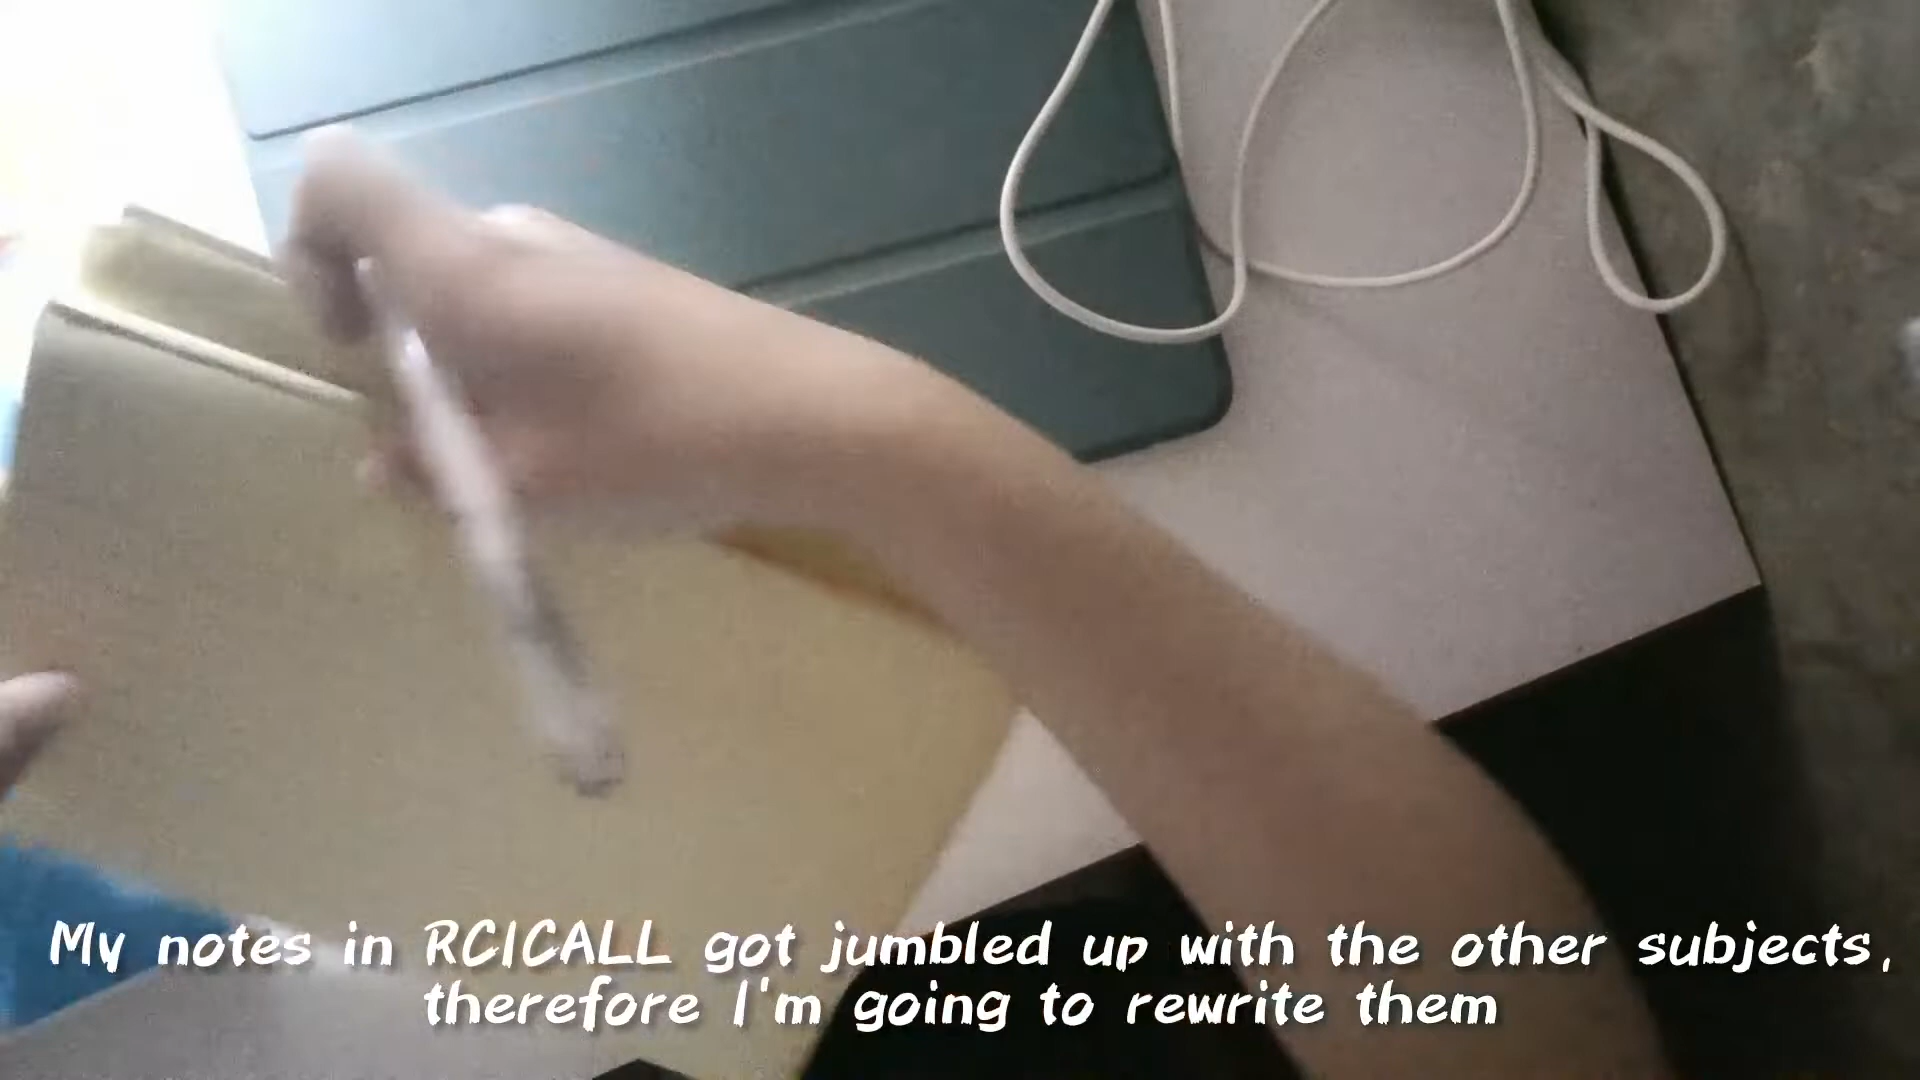 My notes in RCICALL got jumbled up with the other subjects,
therefore I'm going to rewrite them